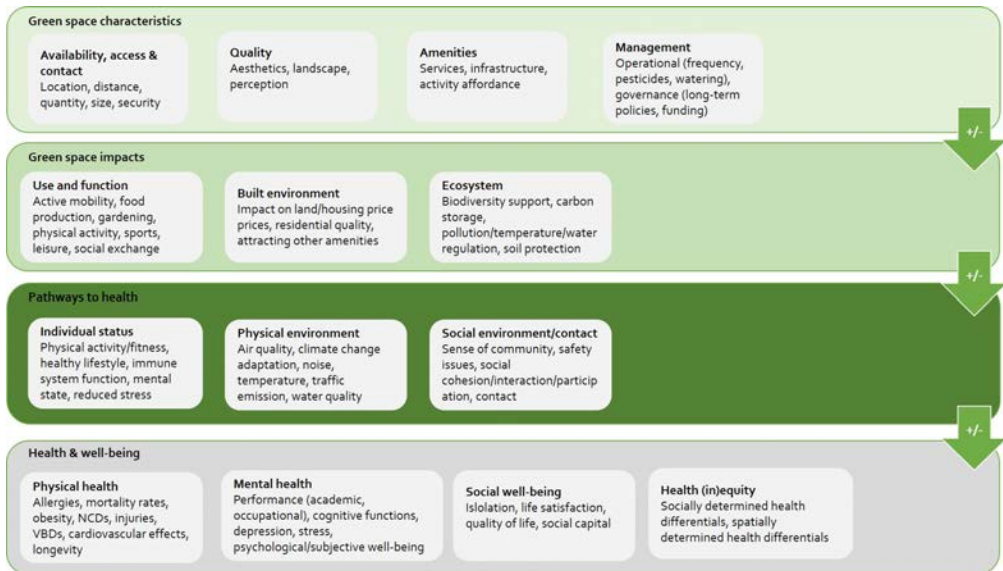 Green space characteristics
Availability, access &
contact
Location, distance,
quantity, size, security
Quality
Aesthetics, landscape,
perception
Amenities
Services, infrastructure,
activity affordance
Management
Operational (frequency,
pesticides, watering),
governance (long-term
policies, funding)
+/-
Green space impacts
Use and function
Active mobility, food
production, gardening,
physical activity, sports,
leisure, social exchange
Built environment
Impact on land/housing price
prices, residential quality,
attracting other amenities
Ecosystem
Biodiversity support, carbon
storage,
pollution/temperature/water
regulation, soil protection
+/-
Pathways to health
Individual status
Physical activity/fitness,
healthy lifestyle, immune
system function, mental
state, reduced stress
Physical environment
Air quality, climate change
adaptation, noise,
temperature, traffic
emission, water quality
Social environment/contact
Sense of community, safety
issues, social
cohesion/interaction/particip
ation, contact
+/-
Health & well-being
Physical health
Allergies, mortality rates,
obesity, NCDs, injuries,
VBDs, cardiovascular effects,
longevity
Mental health
Performance (academic,
occupational), cognitive functions,
depression, stress,
psychological/subjective well-being
Social well-being
Islolation, life satisfaction,
quality of life, social capital
Health (in)equity
Socially determined health
differentials, spatially
determined health differentials